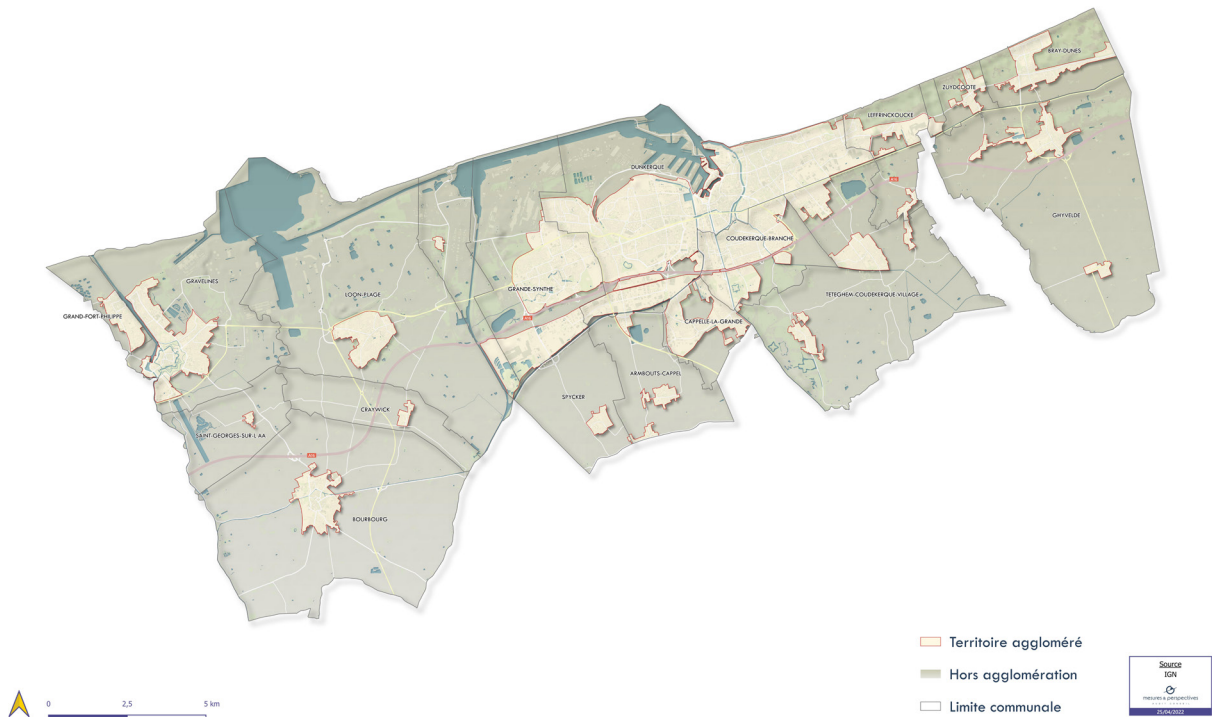 BRAY-DUNES
ZUYDCOOTE
LEFFRINCKOUCKE
DUNKERQUE
GHYVELDE
COUDEKERQUE-BRANCHE
GRAVELINES
GRANDE-SYNTHE
LOON-PLAGE
TETEGHEM-COUDEKERQUE-VILLAGE
GRAND-FORT-PHILIPPE
CAPPELLE-LA-GRANDE
ARMBOUTS-CAPPEL
SPYCKER
CRAYWICK
SAINT-GEORGES-SUR-L AA
BOURBOURG
Territoire aggloméré
Hors agglomération
Limite communale
0 2,5 5 km
Source
IGN
mesures & perspectives
25/04/2022